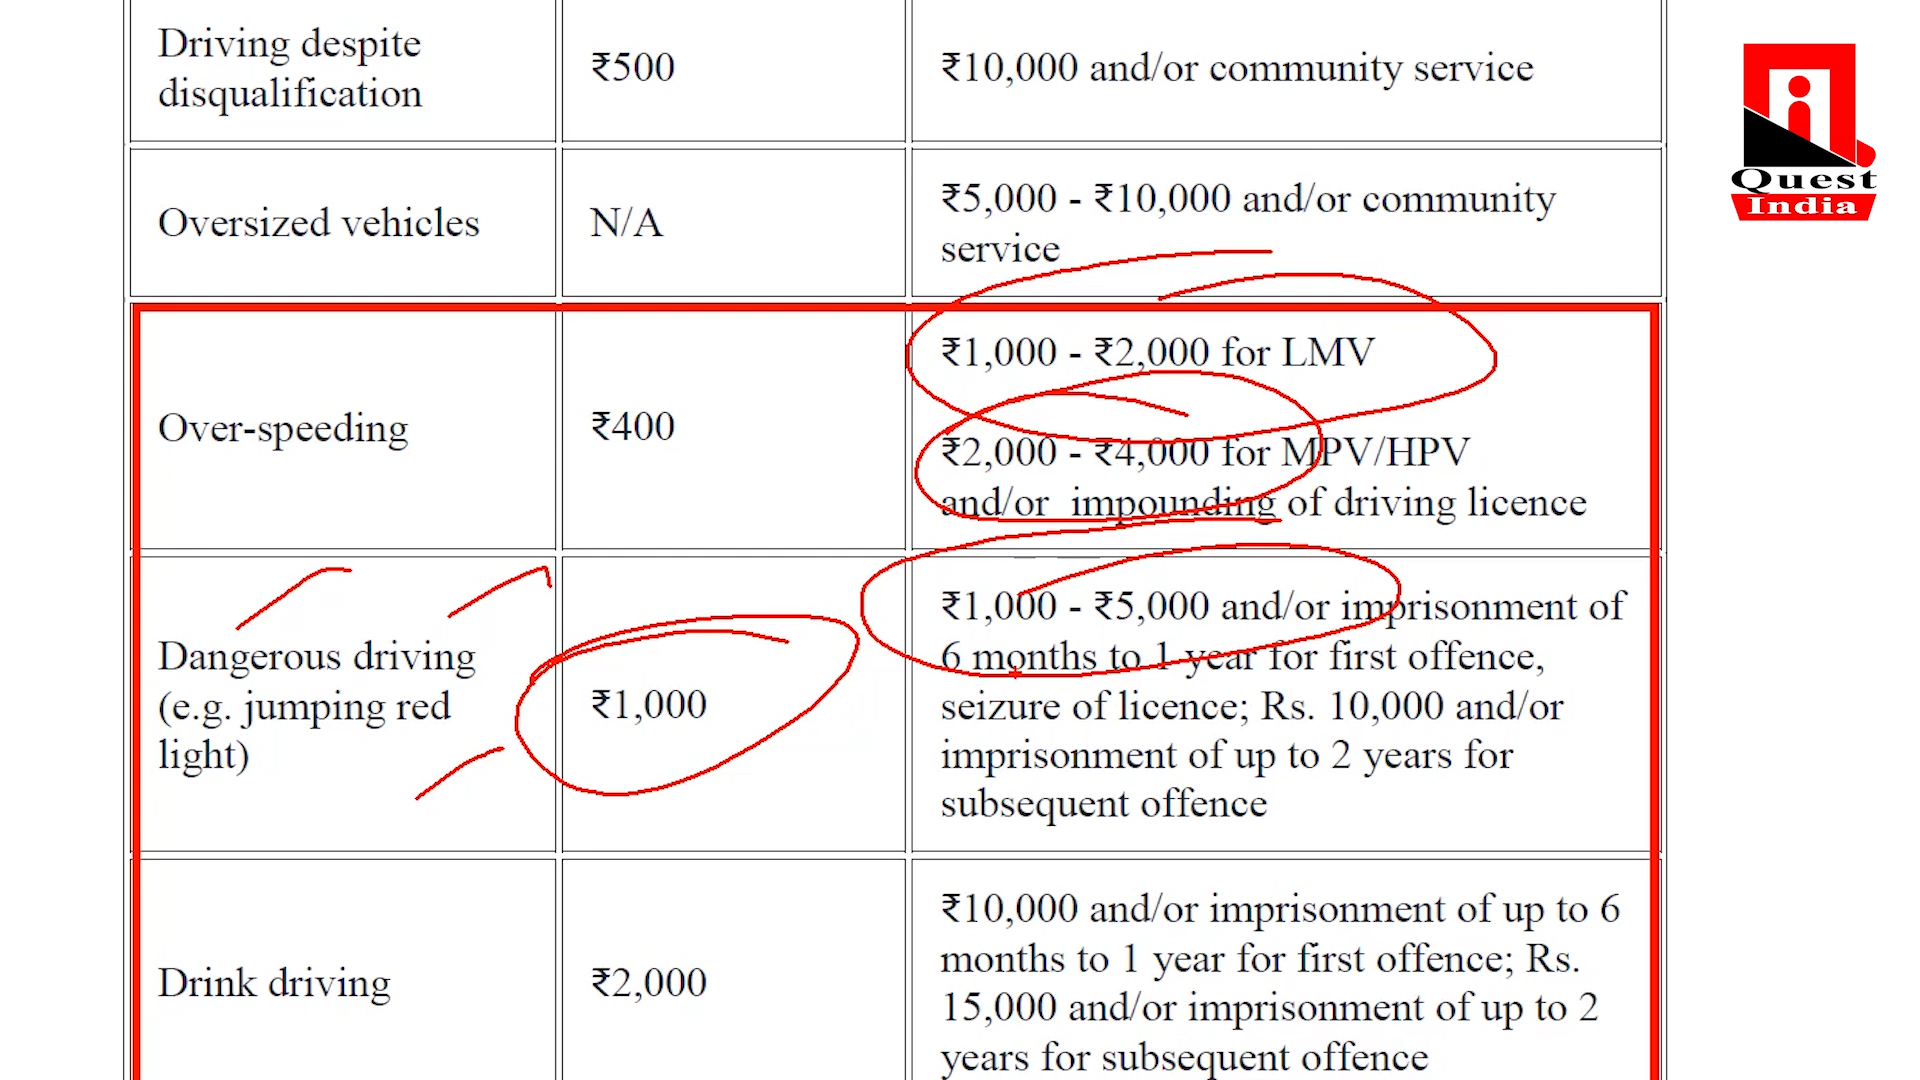 Driving despite
disqualification
₹500
₹10,000 and/or community service
Oversized vehicles
N/A
₹5,000 - ₹10,000 and/or community
service
Over-speeding
₹400
₹1,000 - ₹2,000 for LMV
₹2,000 - ₹4,000 for MPV/HPV
and/or impounding of driving licence
Dangerous driving
(e.g. jumping red
light)
₹1,000
₹1,000 - ₹5,000 and/or imprisonment of
6 months to 1 year for first offence,
seizure of licence; Rs. 10,000 and/or
imprisonment of up to 2 years for
subsequent offence
Drink driving
₹2,000
₹10,000 and/or imprisonment of up to 6
months to 1 year for first offence; Rs.
15,000 and/or imprisonment of up to 2
years for subsequent offence
Quest
India